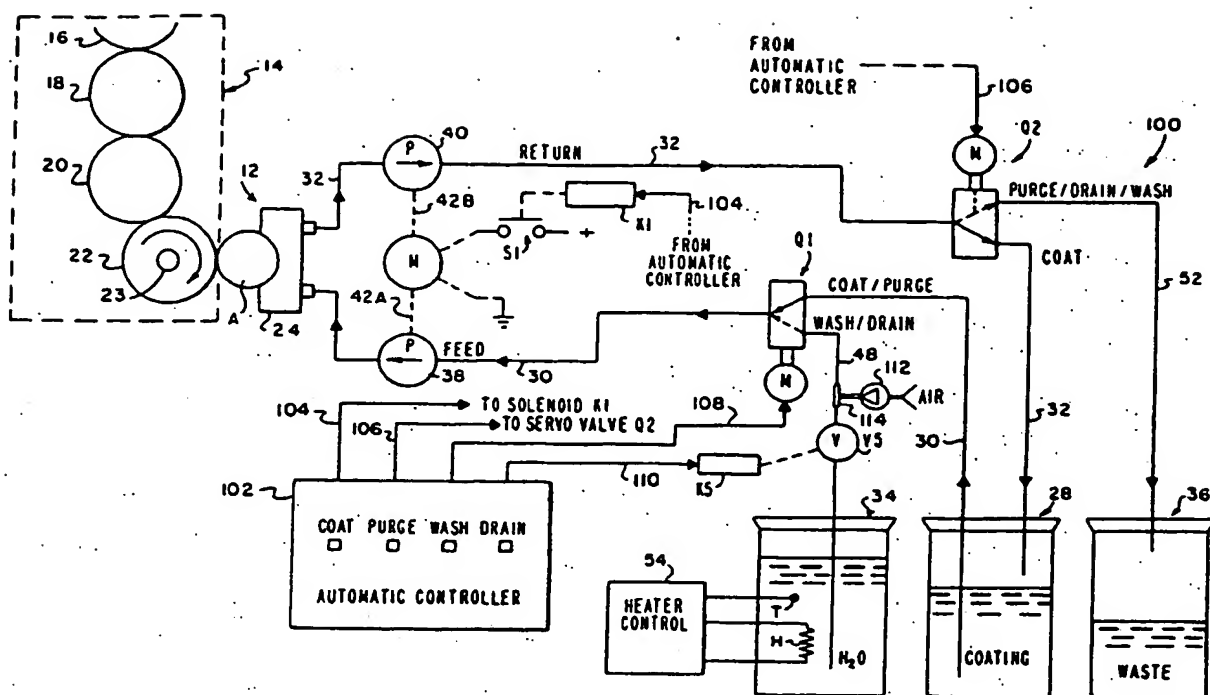 16
14
18
20
22
23
12
A
24
32
40
P
RETURN
32
42B
M
S1
+
K1
104
FROM
AUTOMATIC
CONTROLLER
42A
P
38
FEED
30
FROM
AUTOMATIC
CONTROLLER
106
M
Q2
100
PURGE/DRAIN/WASH
COAT
52
Q1
COAT/PURGE
WASH/DRAIN
48
M
112
AIR
114
V
V5
30
32
104
TO SOLENOID K1
106
TO SERVO VALVE Q2
108
110
K5
102
COAT PURGE WASH DRAIN
AUTOMATIC CONTROLLER
54
HEATER
CONTROL
T
H
34
H₂O
28
COATING
36
WASTE